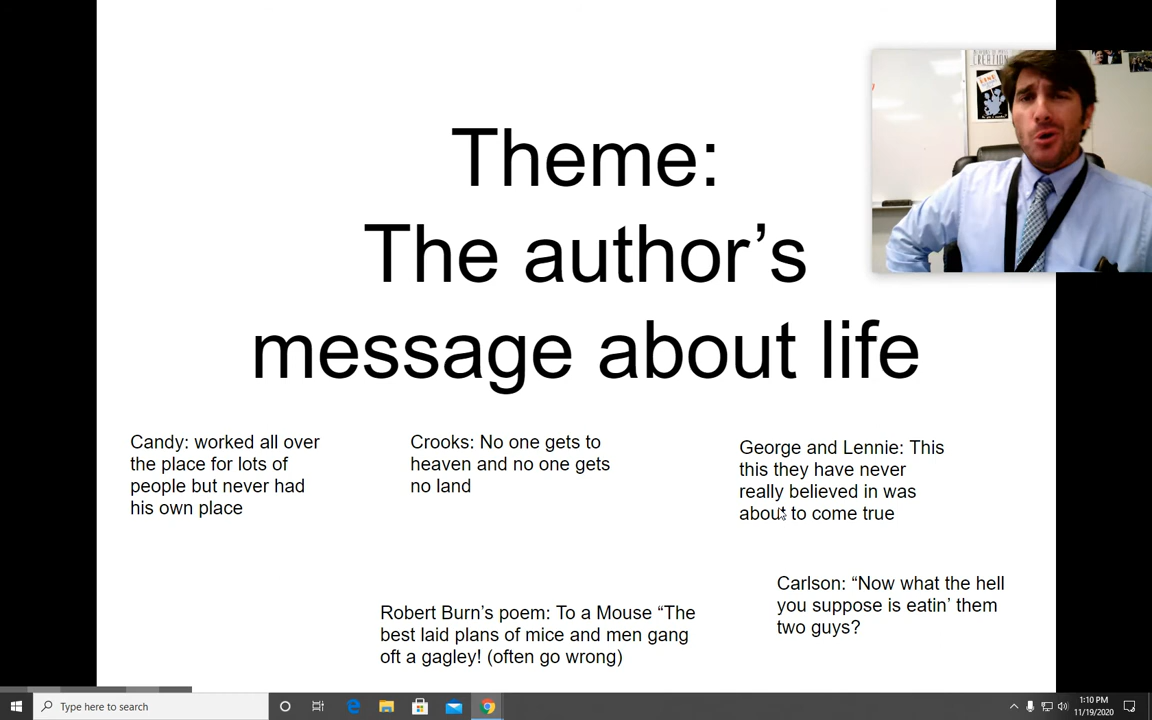 Theme:
The author’s
message about life
Candy: worked all over
the place for lots of
people but never had
his own place
Crooks: No one gets to
heaven and no one gets
no land
George and Lennie: This
this they have never
really believed in was
about to come true
Robert Burn’s poem: To a Mouse “The
best laid plans of mice and men gang
oft a gagley! (often go wrong)
Carlson: “Now what the hell
you suppose is eatin’ them
two guys?
CREATION
Type here to search
1:10 PM
11/19/2020